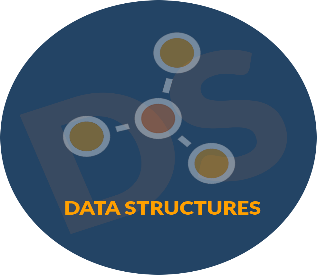 DS
DATA STRUCTURES